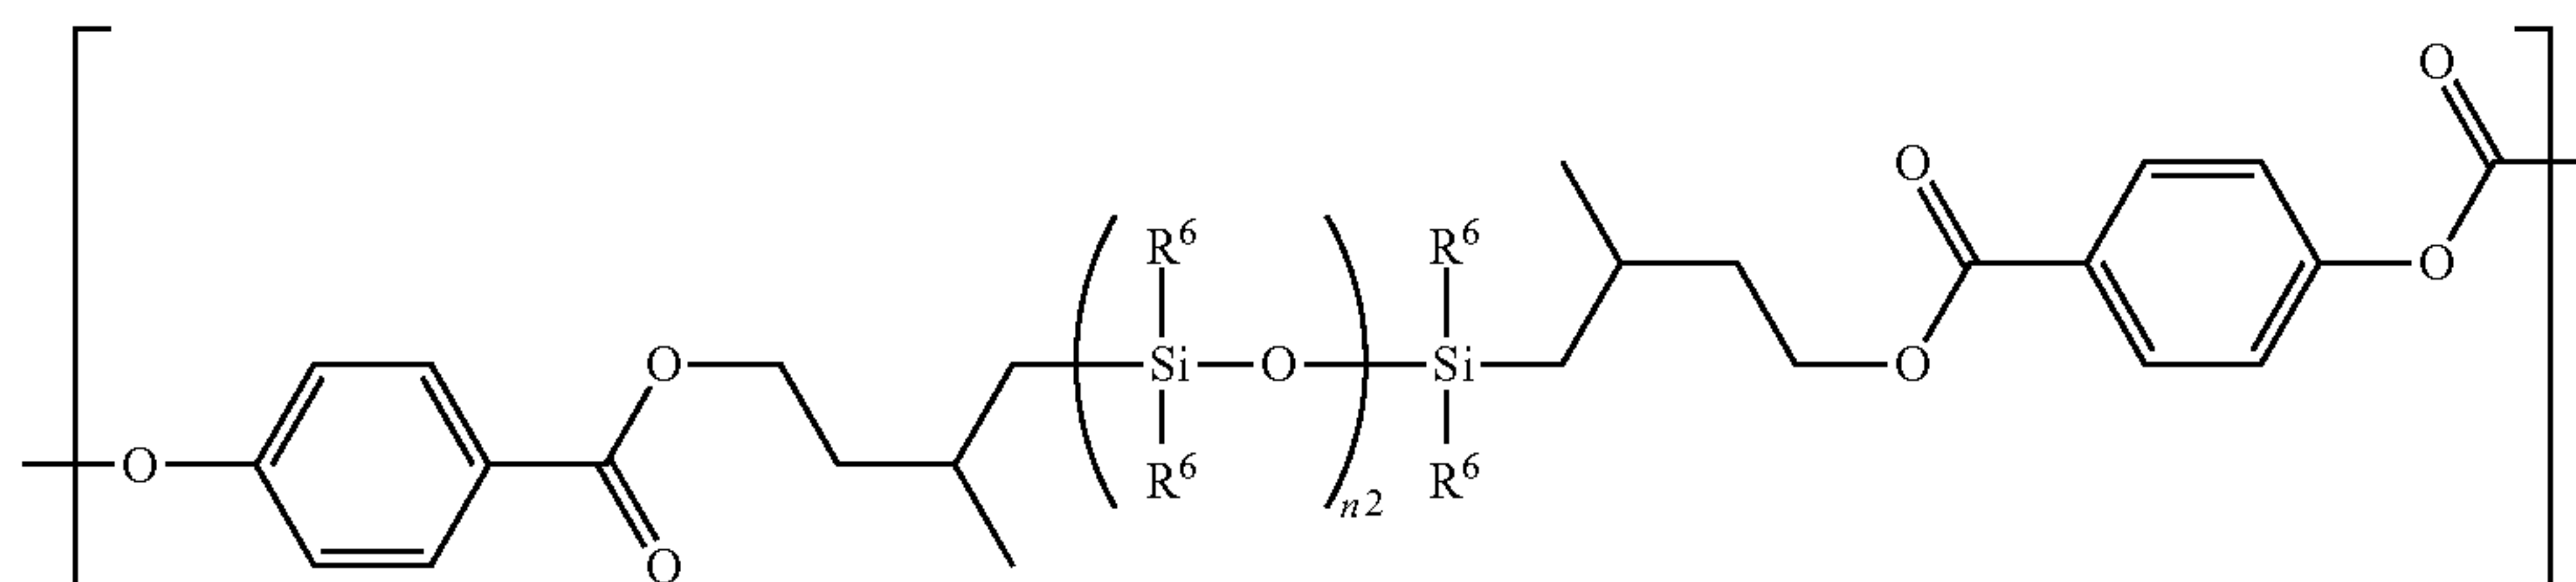 O
O
R⁶ R⁶
O O
O Si—O Si O
R⁶ R⁶
O n2
O